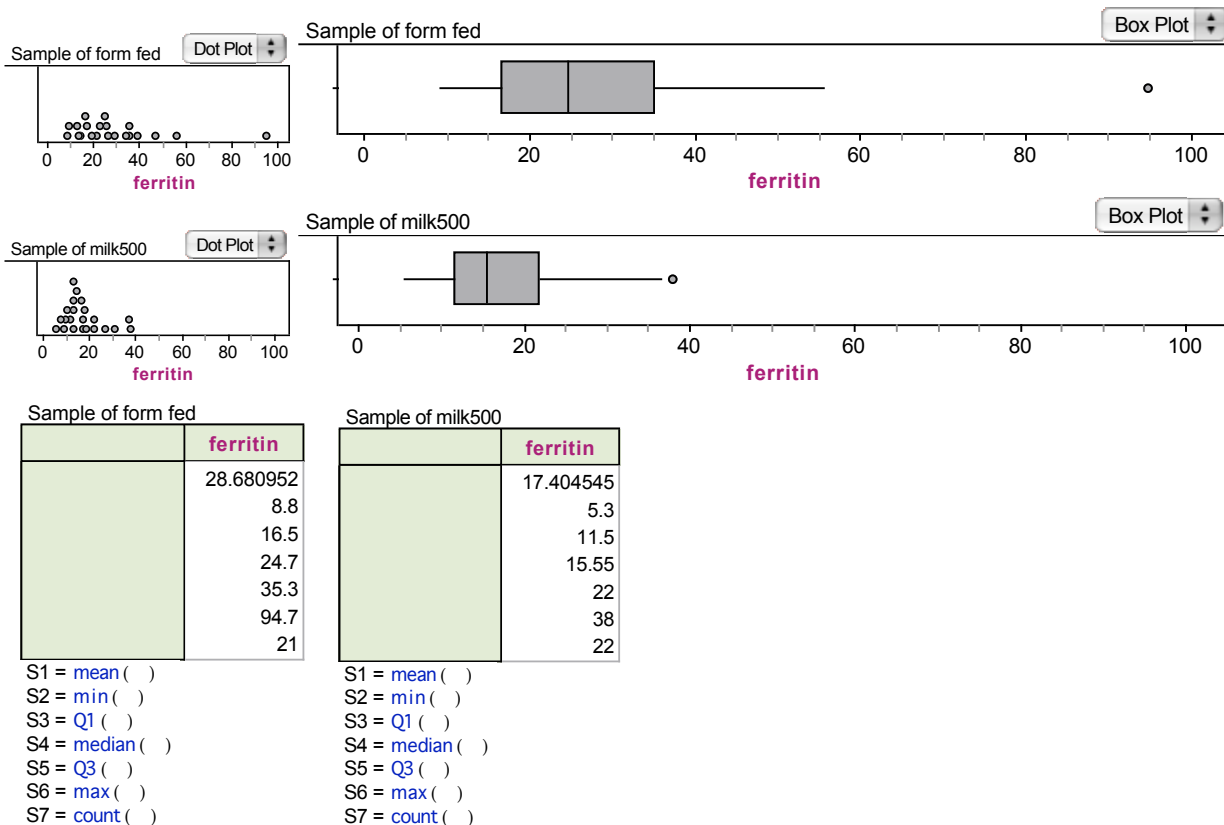 Sample of form fed Dot Plot
0 20 40 60 80 100
ferritin
Sample of form fed Box Plot
0 20 40 60 80 100
ferritin
Sample of milk500 Dot Plot
0 20 40 60 80 100
ferritin
Sample of milk500 Box Plot
0 20 40 60 80 100
ferritin
Sample of form fed
ferritin
28.680952
8.8
16.5
24.7
35.3
94.7
21
S1 = mean ( )
S2 = min ( )
S3 = Q1 ( )
S4 = median ( )
S5 = Q3 ( )
S6 = max ( )
S7 = count ( )
Sample of milk500
ferritin
17.404545
5.3
11.5
15.55
22
38
22
S1 = mean ( )
S2 = min ( )
S3 = Q1 ( )
S4 = median ( )
S5 = Q3 ( )
S6 = max ( )
S7 = count ( )